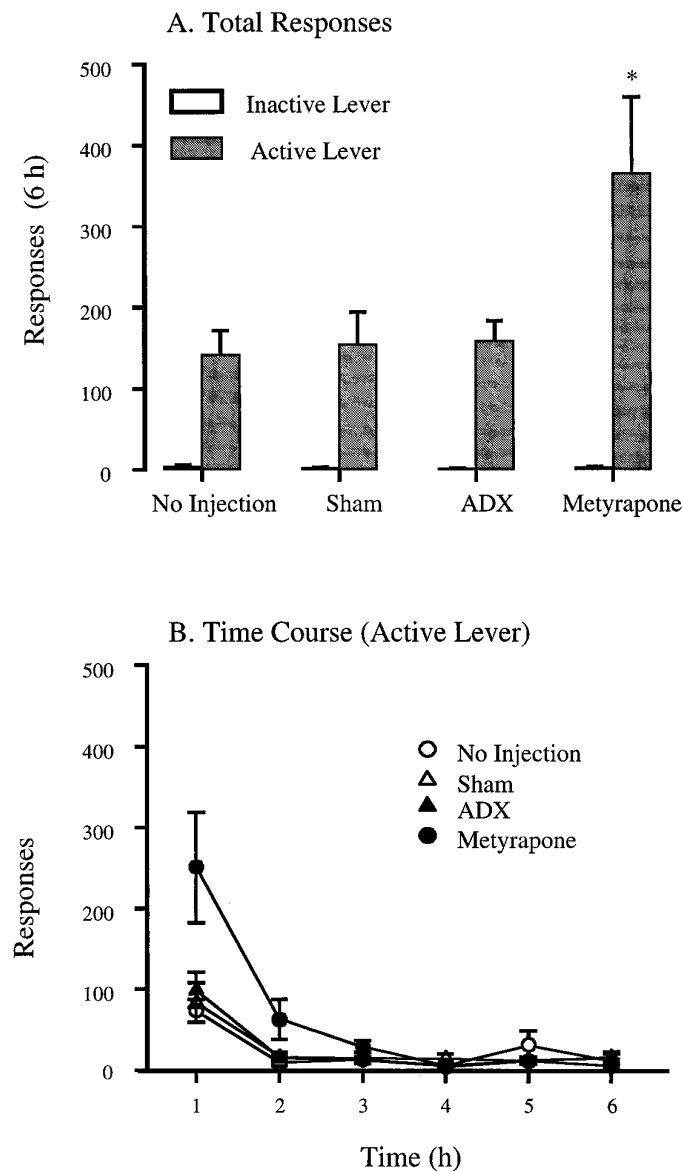 A. Total Responses
500
400
300
200
100
0
Responses ((6 h)
Inactive Lever
Active Lever
*
No Injection Sham ADX Metyrapone
B. Time Course (Active Lever)
500
400
300
200
100
0
Responses
No Injection
Sham
ADX
Metyrapone
1 2 3 4 5 6
Time (h)